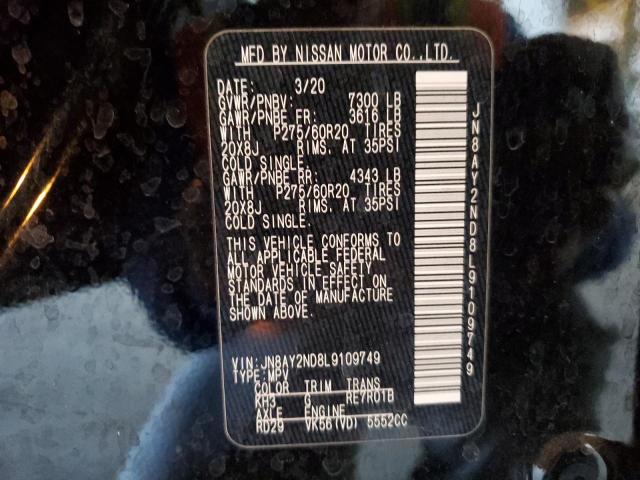 MFD BY NISSAN MOTOR CO.,LTD.
DATE: 3/20
GVWR/PNBV: 7300 LB
GAWR/PNBE FR: 3616 LB
WITH P275/60R20 TIRES
20X8J RIMS. AT 35PSI
COLD SINGLE.
GAWR/PNBE RR: 4343 LB
WITH P275/60R20 TIRES
20X8J RIMS. AT 35PSI
COLD SINGLE.
THIS VEHICLE CONFORMS TO
ALL APPLICABLE FEDERAL
MOTOR VEHICLE SAFETY
STANDARDS IN EFFECT ON
THE DATE OF MANUFACTURE
SHOWN ABOVE.
VIN: JN8AY2ND8L9109749
TYPE: MPV
COLOR TRIM TRANS
KH3 G RE7R01B
AXLE ENGINE
RD29 VK56(VD) 5552CC
JN8AY2ND8L9109749